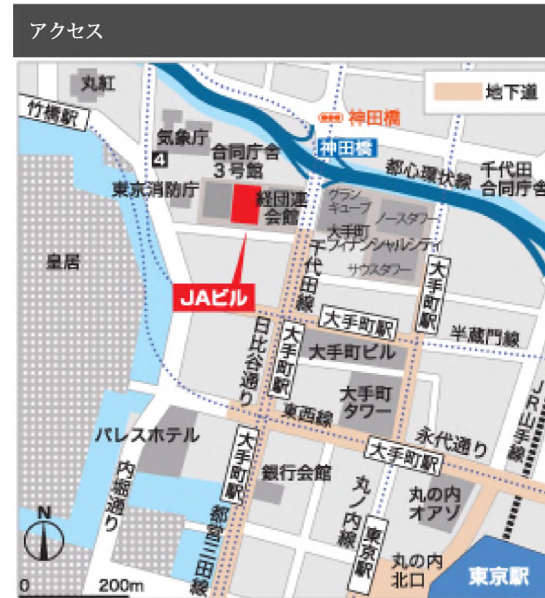 アクセス
丸紅
地下道
竹橋駅
神田橋
気象庁
神田橋
4
合同庁舎
3号館
都心環状線
千代田
合同庁舎
東京消防庁
経団連
会館
グラン
キューブ
ノースタワー
大手町
フィナンシャルシティ
サウスタワー
皇居
千代田線
大手町駅
JAビル
大手町駅
半蔵門線
日比谷通り
大手町駅
大手町ビル
JR山手線
大手町
タワー
東西線
永代通り
パレスホテル
大手町駅
大手町駅
内堀通り
銀行会館
丸ノ内線
丸の内
オアゾ
都営三田線
東京駅
丸の内
北口
東京駅
N
0
200m